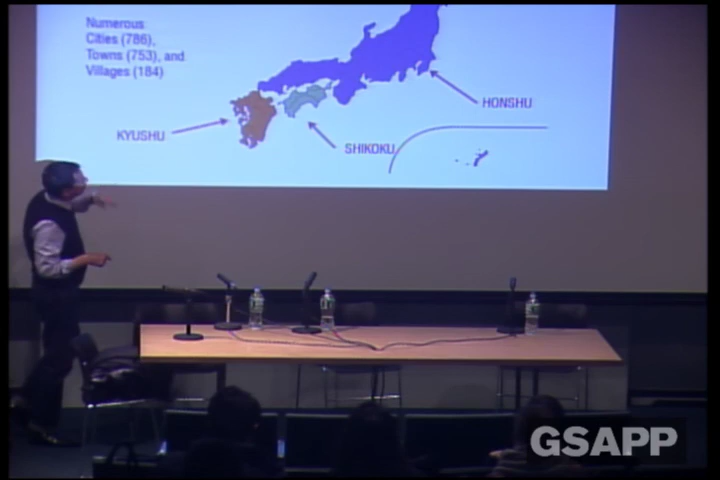 Numerous
Cities (786),
Towns (753), and
Villages (184)
HONSHU
KYUSHU
SHIKOKU
GSAPP